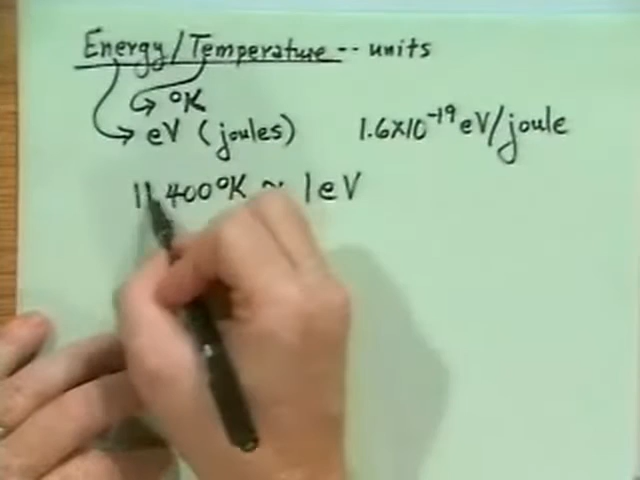 Energy/Temperature -- units
°K
eV (joules) 1.6×10⁻¹⁹ eV/joule
11,400°K ≈ 1eV